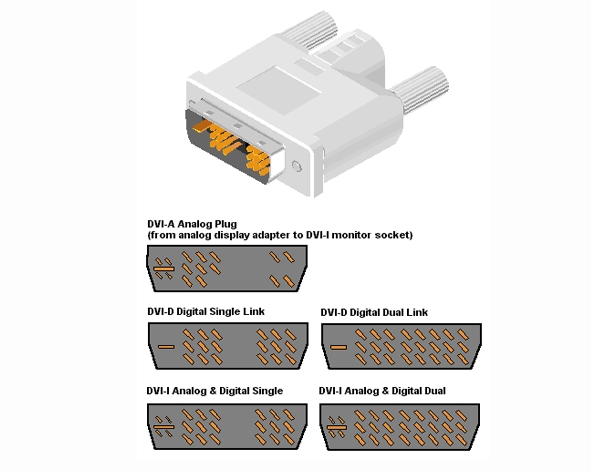 DVI-A Analog Plug
(from analog display adapter to DVI-I monitor socket)
DVI-D Digital Single Link
DVI-D Digital Dual Link
DVI-I Analog & Digital Single
DVI-I Analog & Digital Dual